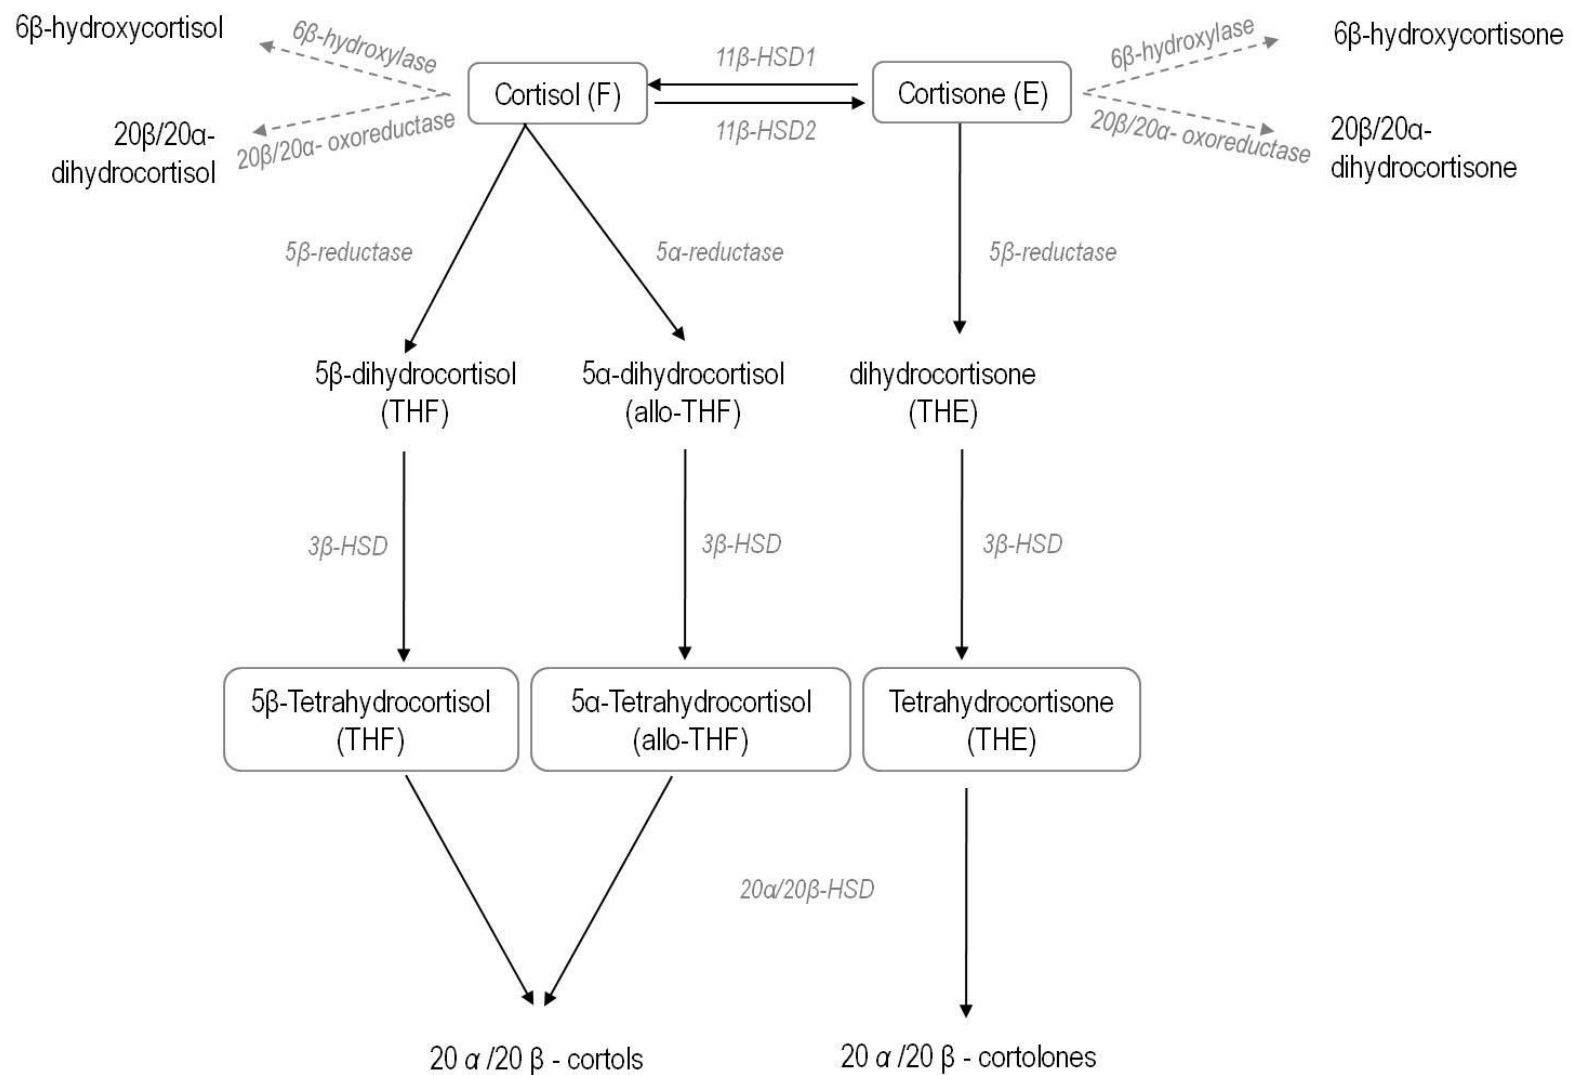 6β-hydroxycortisol
6β-hydroxylase
11β-HSD1
6β-hydroxylase
6β-hydroxycortisone
Cortisol (F)
Cortisone (E)
20β/20α-
dihydrocortisol
20β/20α- oxoreductase
11β-HSD2
20β/20α- oxoreductase
20β/20α-
dihydrocortisone
5β-reductase
5α-reductase
5β-reductase
5β-dihydrocortisol
(THF)
5α-dihydrocortisol
(allo-THF)
dihydrocortisone
(THE)
3β-HSD
3β-HSD
3β-HSD
5β-Tetrahydrocortisol
(THF)
5α-Tetrahydrocortisol
(allo-THF)
Tetrahydrocortisone
(THE)
20α/20β-HSD
20 α /20 β - cortols
20 α /20 β - cortolones